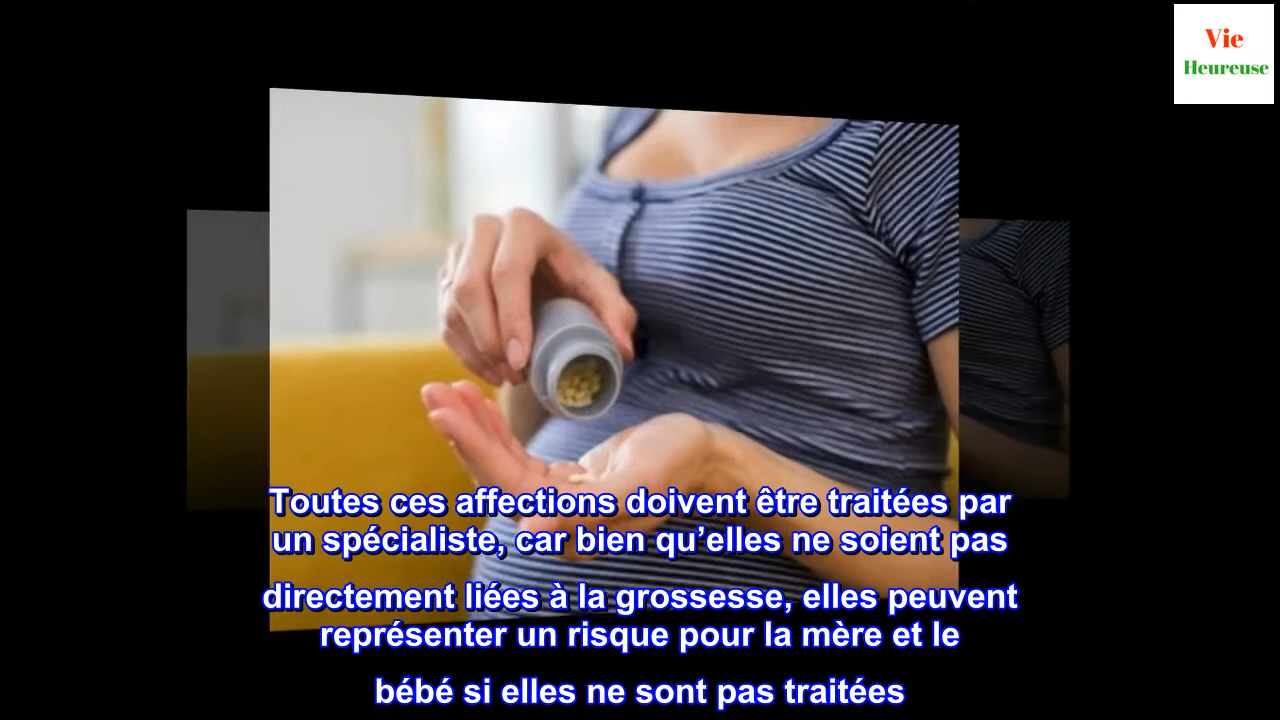 Vie
Heureuse
Toutes ces affections doivent être traitées par
un spécialiste, car bien qu’elles ne soient pas
directement liées à la grossesse, elles peuvent
représenter un risque pour la mère et le
bébé si elles ne sont pas traitées